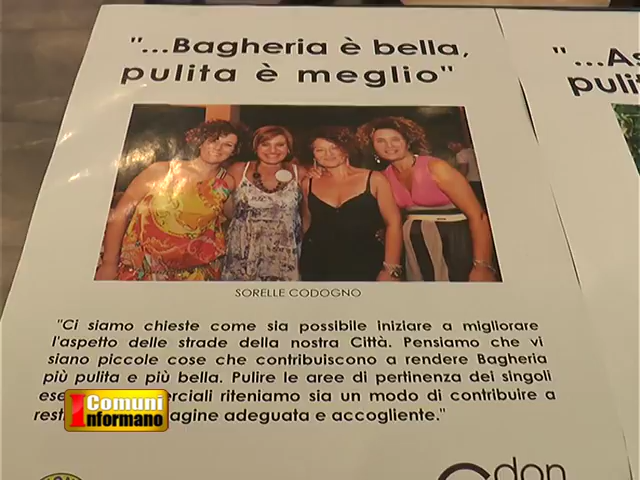 "...Bagheria è bella,
pulita è meglio"
SORELLE CODOGNO
"Ci siamo chieste come sia possibile iniziare a migliorare
l'aspetto delle strade della nostra Città. Pensiamo che vi
siano piccole cose che contribuiscono a rendere Bagheria
più pulita e più bella. Pulire le aree di pertinenza dei singoli
riteniamo sia un modo di contribuire a
adeguata e accogliente."
I Comuni
Informano
don
"...As
puli